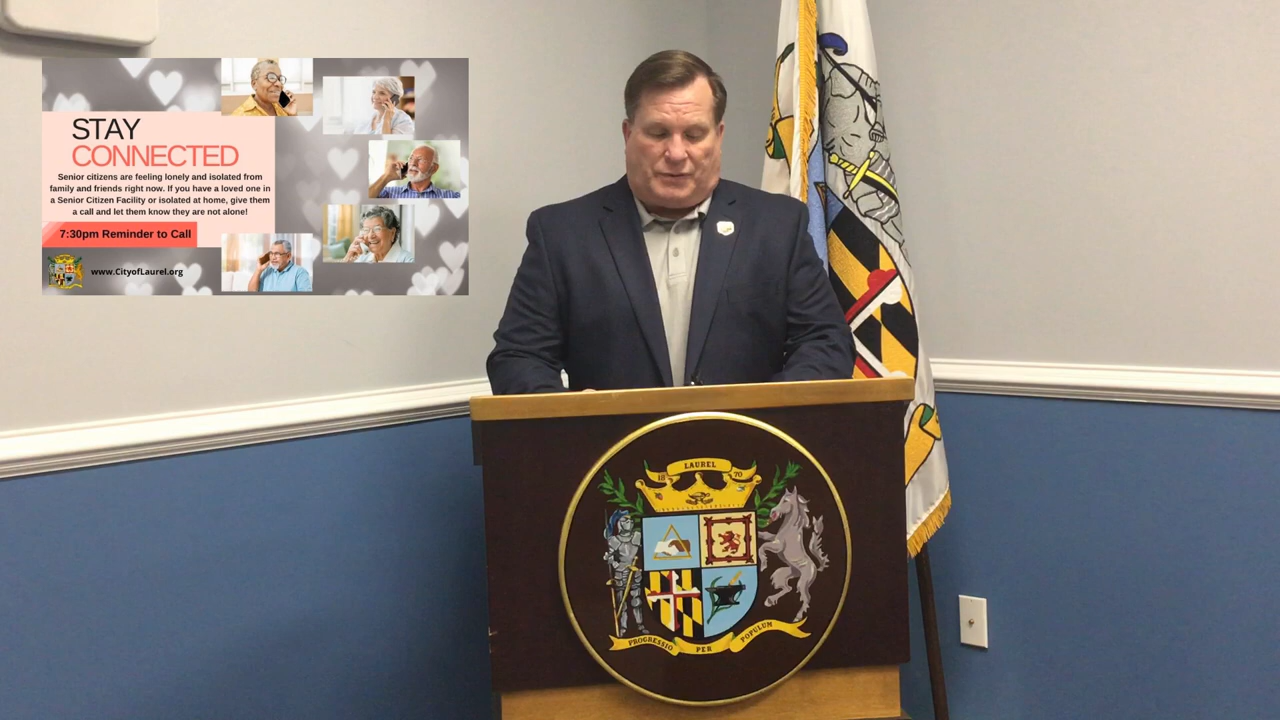 STAY
CONNECTED
Senior citizens are feeling lonely and isolated from
family and friends right now. If you have a loved one in
a Senior Citizen Facility or isolated at home, give them
a call and let them know they are not alone!
7:30pm Reminder to Call
www.CityofLaurel.org
LAUREL
18 70
PROGRESSIO PER POPULUM